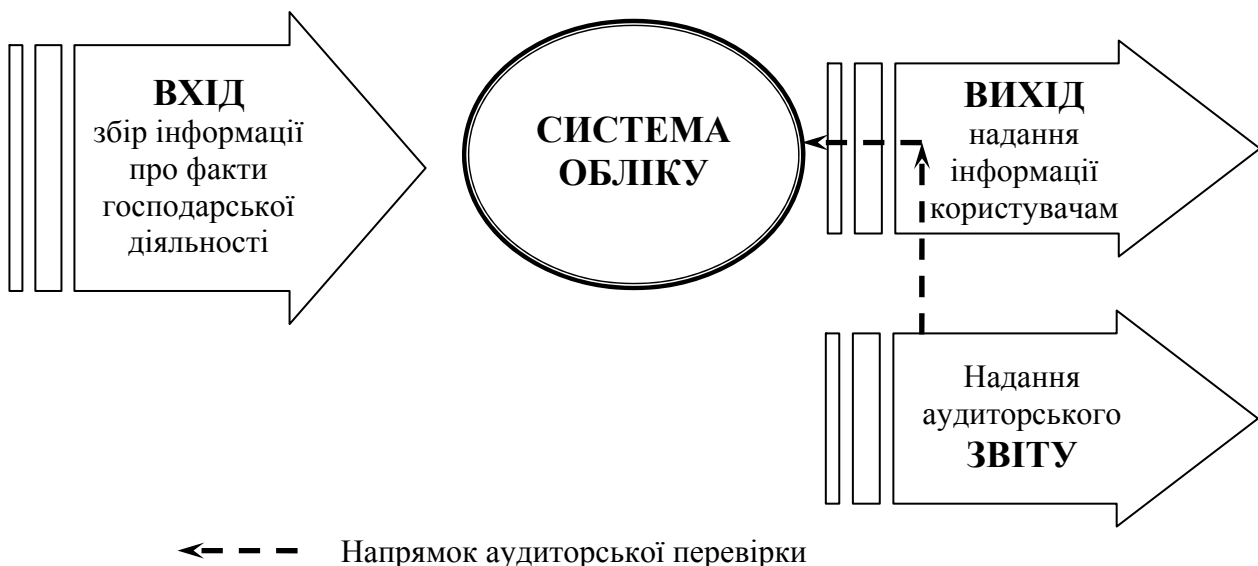 ВХІД
збір інформації
про факти
господарської
діяльності
СИСТЕМА
ОБЛІКУ
ВИХІД
надання
інформації
користувачам
Надання
аудиторського
ЗВІТУ
Напрямок аудиторської перевірки